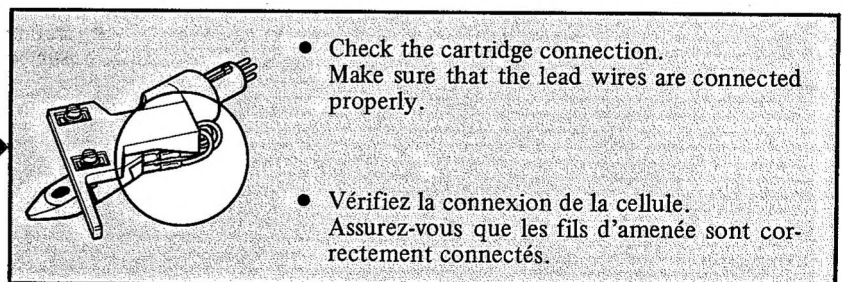 • Check the cartridge connection.
Make sure that the lead wires are connected
properly.
• Vérifiez la connexion de la cellule.
Assurez-vous que les fils d'amenée sont cor-
rectement connectés.